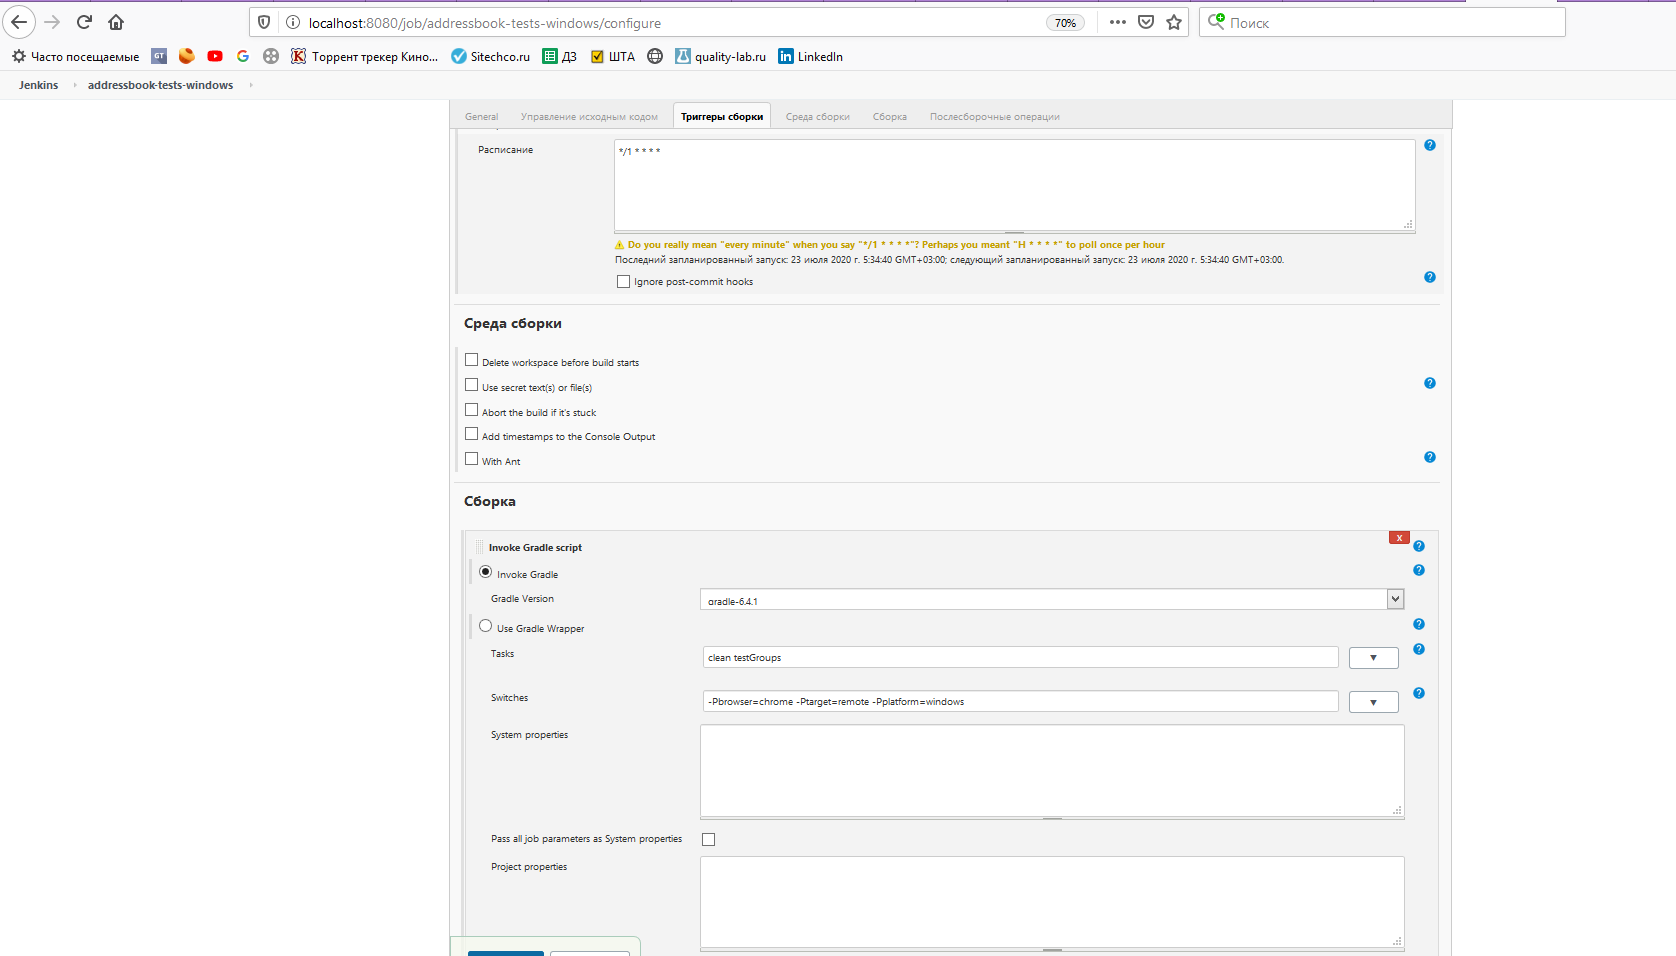 localhost:8080/job/addressbook-tests-windows/configure
70%
Поиск
Часто посещаемые
GT
Торрент трекер Кино...
Sitechco.ru
ДЗ
ШТА
quality-lab.ru
LinkedIn
Jenkins
addressbook-tests-windows
General
Управление исходным кодом
Триггеры сборки
Среда сборки
Сборка
Послесборочные операции
Расписание
*/1 * * * *
Do you really mean "every minute" when you say "*/1 * * * *"? Perhaps you meant "H * * * *" to poll once per hour
Последний запланированный запуск: 23 июля 2020 г. 5:34:40 GMT+03:00; следующий запланированный запуск: 23 июля 2020 г. 5:34:40 GMT+03:00.
Ignore post-commit hooks
Среда сборки
Delete workspace before build starts
Use secret text(s) or file(s)
Abort the build if it's stuck
Add timestamps to the Console Output
With Ant
Сборка
X
Invoke Gradle script
Invoke Gradle
Gradle Version
gradle-6.4.1
Use Gradle Wrapper
Tasks
clean testGroups
Switches
-Pbrowser=chrome -Ptarget=remote -Pplatform=windows
System properties
Pass all job parameters as System properties
Project properties